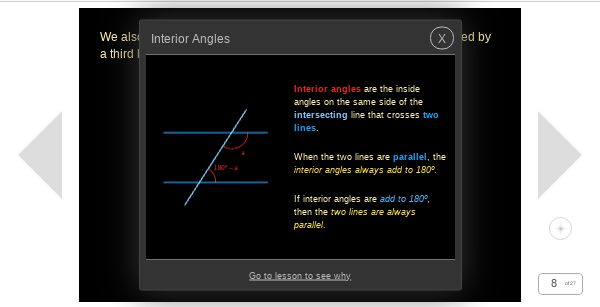 We also
ed by
a third l
Interior Angles
X
Interior angles are the inside
angles on the same side of the
intersecting line that crosses two
lines.
When the two lines are parallel, the
interior angles always add to 180º.
If interior angles are add to 180º,
then the two lines are always
parallel.
a
180° – a
Go to lesson to see why
8 of 27